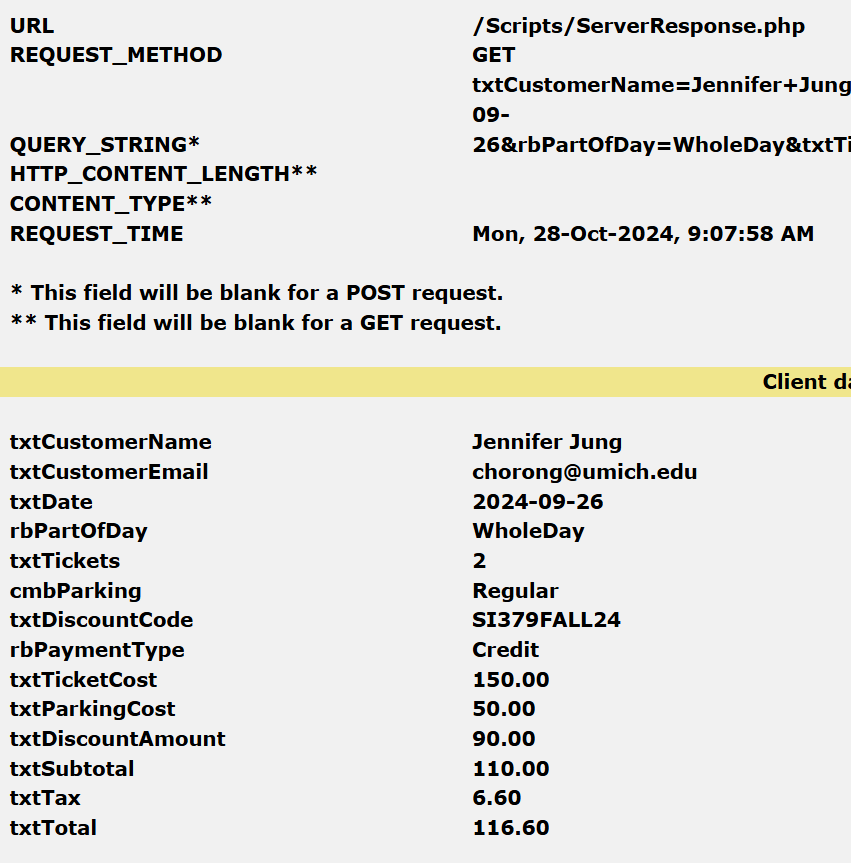 URL /Scripts/ServerResponse.php
REQUEST_METHOD GET
txtCustomerName=Jennifer+Jung
09-
QUERY_STRING* 26&rbPartOfDay=WholeDay&txtTi
HTTP_CONTENT_LENGTH**
CONTENT_TYPE**
REQUEST_TIME Mon, 28-Oct-2024, 9:07:58 AM
* This field will be blank for a POST request.
** This field will be blank for a GET request.
Client da
txtCustomerName Jennifer Jung
txtCustomerEmail chorong@umich.edu
txtDate 2024-09-26
rbPartOfDay WholeDay
txtTickets 2
cmbParking Regular
txtDiscountCode SI379FALL24
rbPaymentType Credit
txtTicketCost 150.00
txtParkingCost 50.00
txtDiscountAmount 90.00
txtSubtotal 110.00
txtTax 6.60
txtTotal 116.60